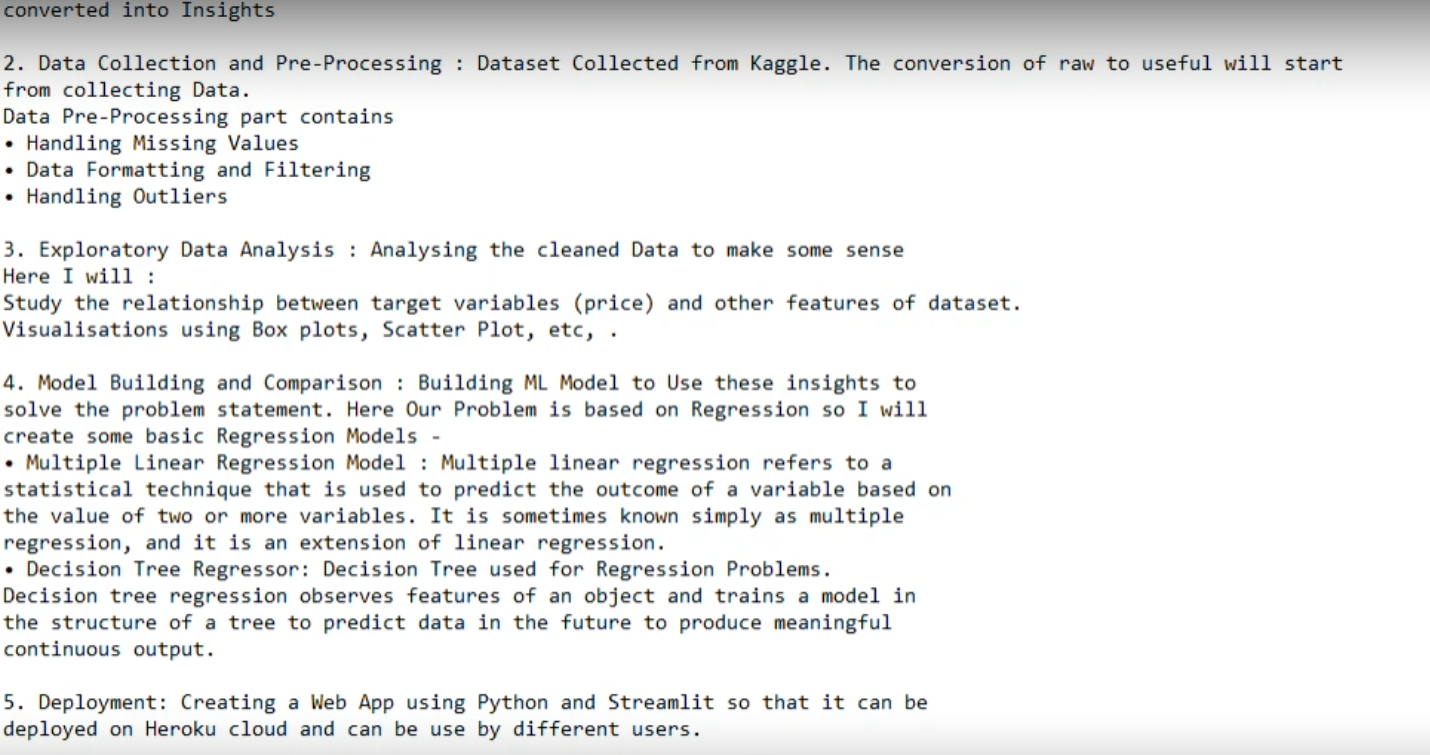 converted into Insights
2. Data Collection and Pre-Processing : Dataset Collected from Kaggle. The conversion of raw to useful will start
from collecting Data.
Data Pre-Processing part contains
• Handling Missing Values
• Data Formatting and Filtering
• Handling Outliers
3. Exploratory Data Analysis : Analysing the cleaned Data to make some sense
Here I will :
Study the relationship between target variables (price) and other features of dataset.
Visualisations using Box plots, Scatter Plot, etc, .
4. Model Building and Comparison : Building ML Model to Use these insights to
solve the problem statement. Here Our Problem is based on Regression so I will
create some basic Regression Models -
• Multiple Linear Regression Model : Multiple linear regression refers to a
statistical technique that is used to predict the outcome of a variable based on
the value of two or more variables. It is sometimes known simply as multiple
regression, and it is an extension of linear regression.
• Decision Tree Regressor: Decision Tree used for Regression Problems.
Decision tree regression observes features of an object and trains a model in
the structure of a tree to predict data in the future to produce meaningful
continuous output.
5. Deployment: Creating a Web App using Python and Streamlit so that it can be
deployed on Heroku cloud and can be use by different users.